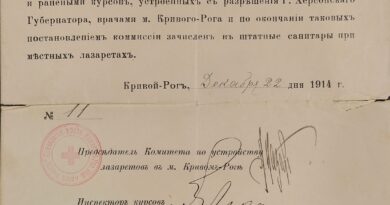 и ранеными курсовъ, устроенныхъ съ разрѣшенія Г. Херсонскаго
Губернатора, врачами м. Кривого-Рога и по окончаніи таковыхъ
постановленіемъ комиссіи зачисленъ въ штатные санитары при
мѣстныхъ лазаретахъ.
Кривой-Рогъ, Декабря 22 дня 1914 г.
№ 11
Предсѣдатель Комитета по устройству
лазаретовъ въ м. Кривомъ-Рогѣ
Инспекторъ курсовъ